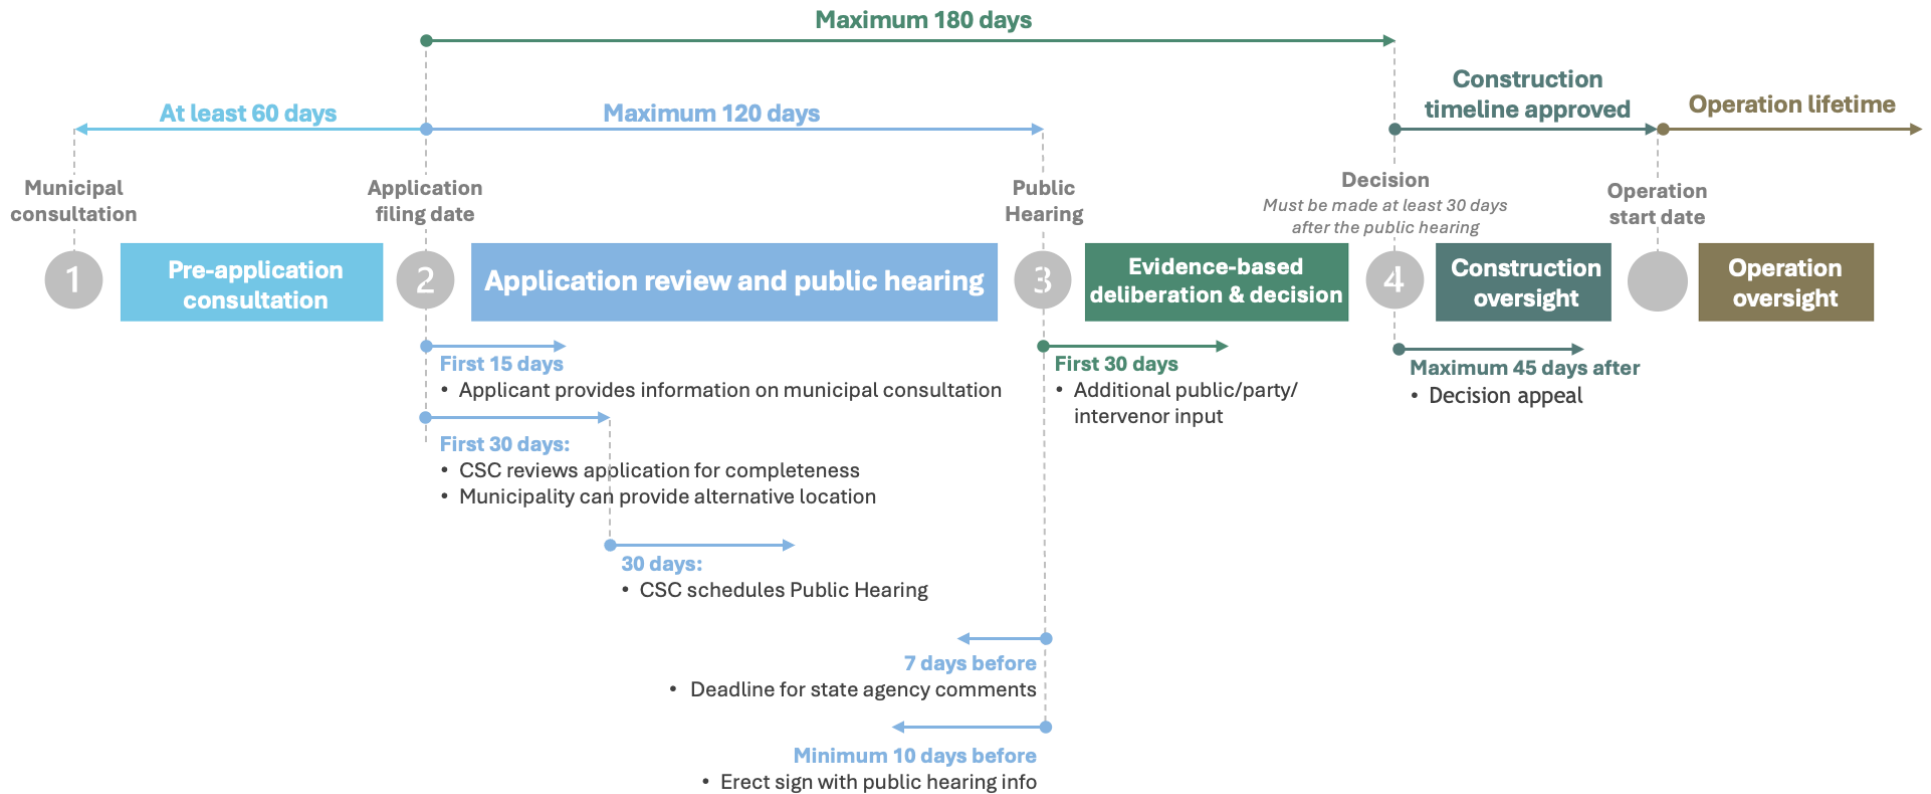 Maximum 180 days
At least 60 days
Maximum 120 days
Construction
timeline approved
Operation lifetime
Municipal
consultation
Application
filing date
Public
Hearing
Decision
Must be made at least 30 days
after the public hearing
Operation
start date
1
Pre-application
consultation
2
Application review and public hearing
3
Evidence-based
deliberation & decision
4
Construction
oversight
Operation
oversight
First 15 days
• Applicant provides information on municipal consultation
First 30 days:
• CSC reviews application for completeness
• Municipality can provide alternative location
30 days:
• CSC schedules Public Hearing
7 days before
• Deadline for state agency comments
Minimum 10 days before
• Erect sign with public hearing info
First 30 days
• Additional public/party/
intervenor input
Maximum 45 days after
• Decision appeal